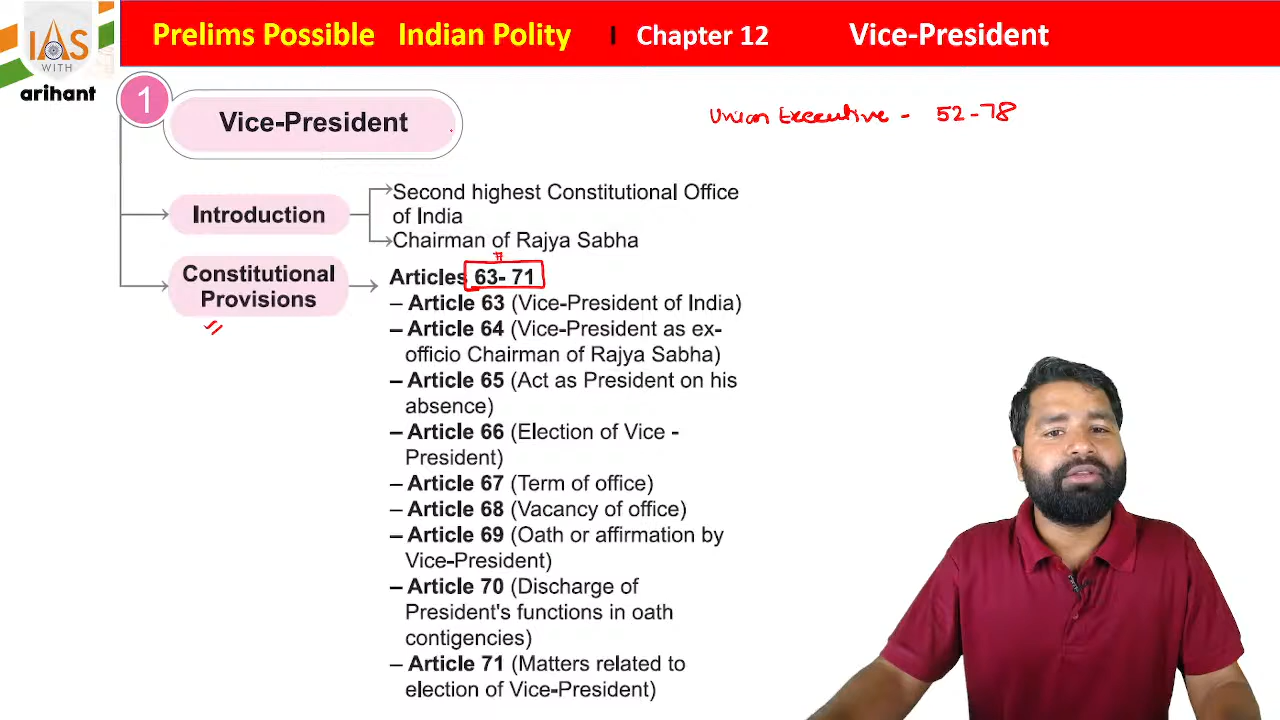 IAS
WITH
arihant
Prelims Possible Indian Polity | Chapter 12 Vice-President
1
Vice-President
Union Executive - 52-78
Introduction
Second highest Constitutional Office
of India
Chairman of Rajya Sabha
Constitutional
Provisions
Articles 63- 71
– Article 63 (Vice-President of India)
– Article 64 (Vice-President as ex-
officio Chairman of Rajya Sabha)
– Article 65 (Act as President on his
absence)
– Article 66 (Election of Vice -
President)
– Article 67 (Term of office)
– Article 68 (Vacancy of office)
– Article 69 (Oath or affirmation by
Vice-President)
– Article 70 (Discharge of
President's functions in oath
contigencies)
– Article 71 (Matters related to
election of Vice-President)